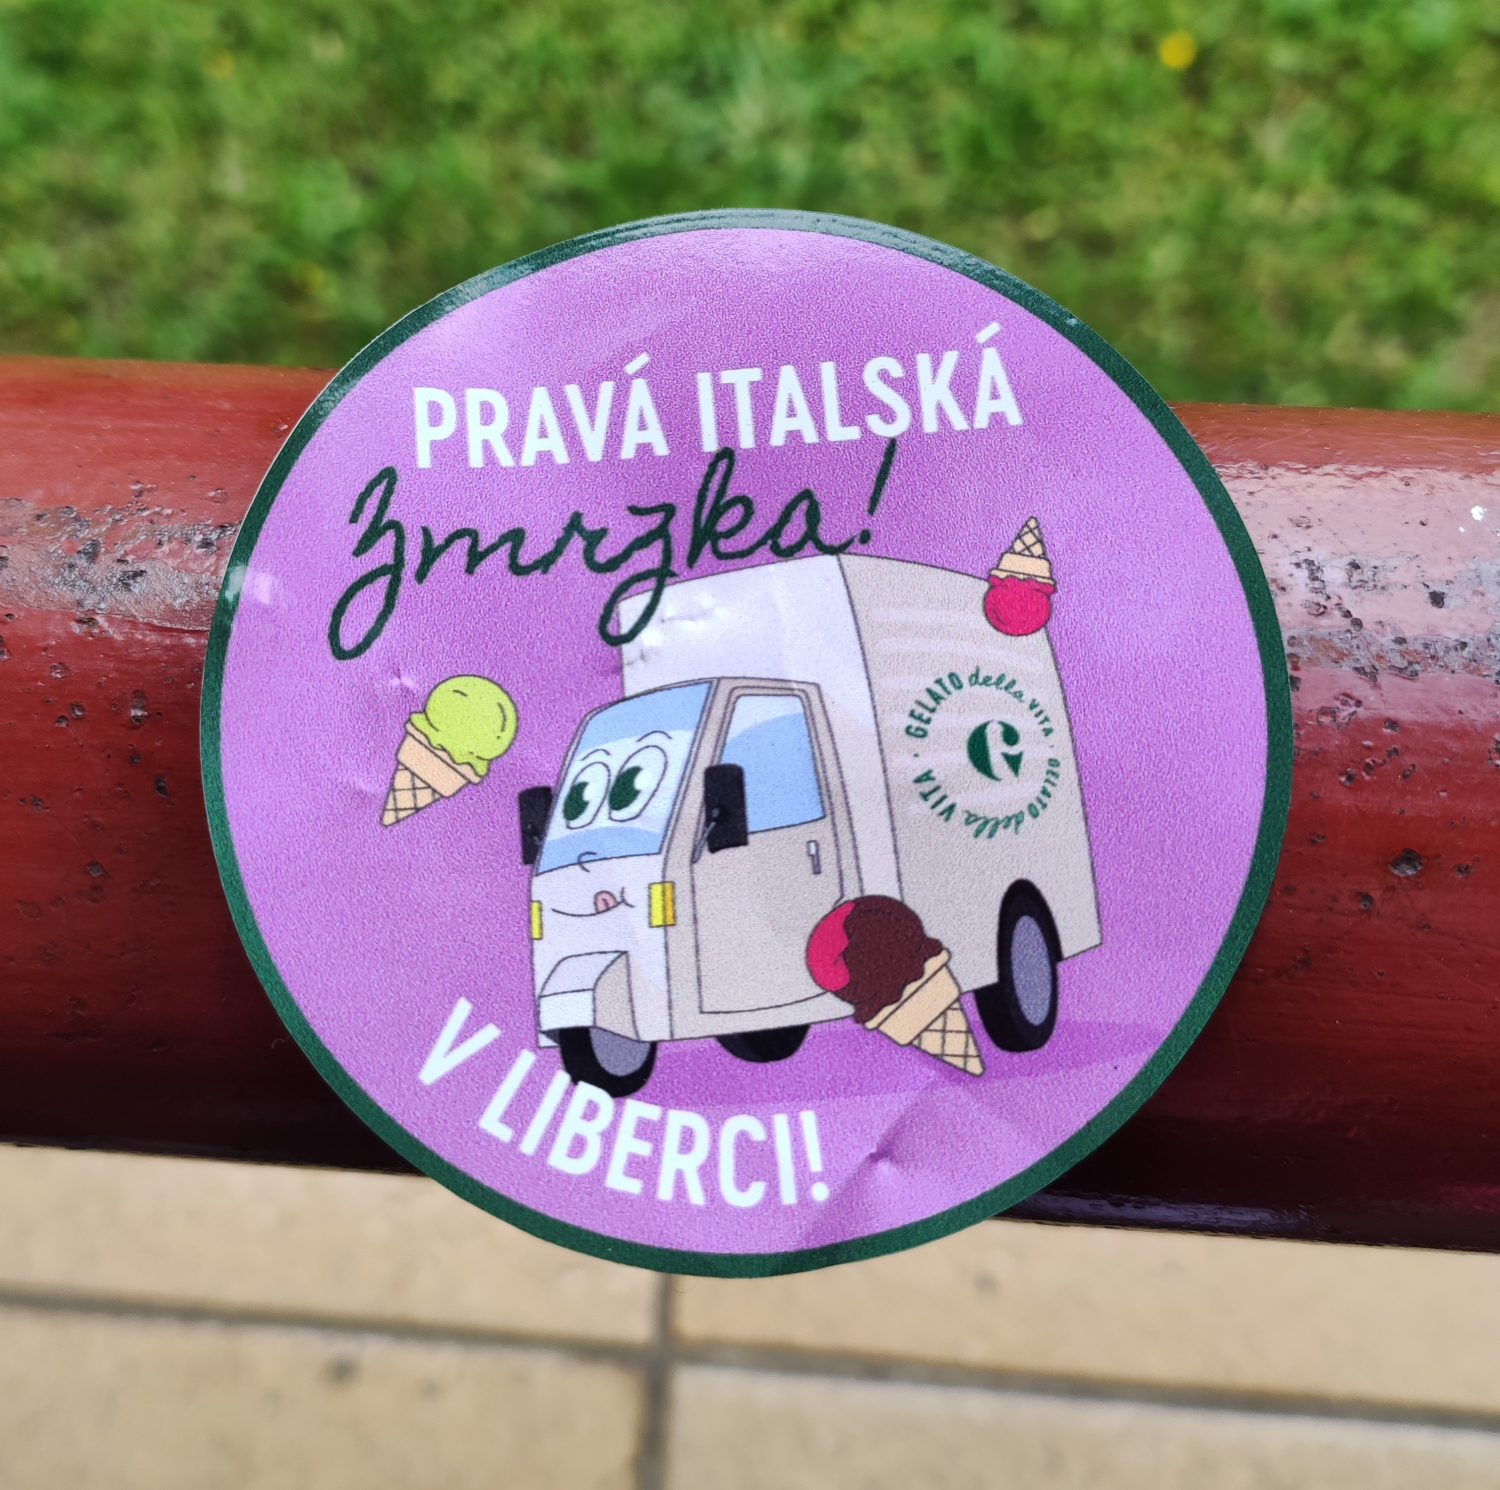 PRAVÁ ITALSKÁ
Zmrzka!
GELATO della VITA · GELATO della VITA ·
G
V LIBERCI!